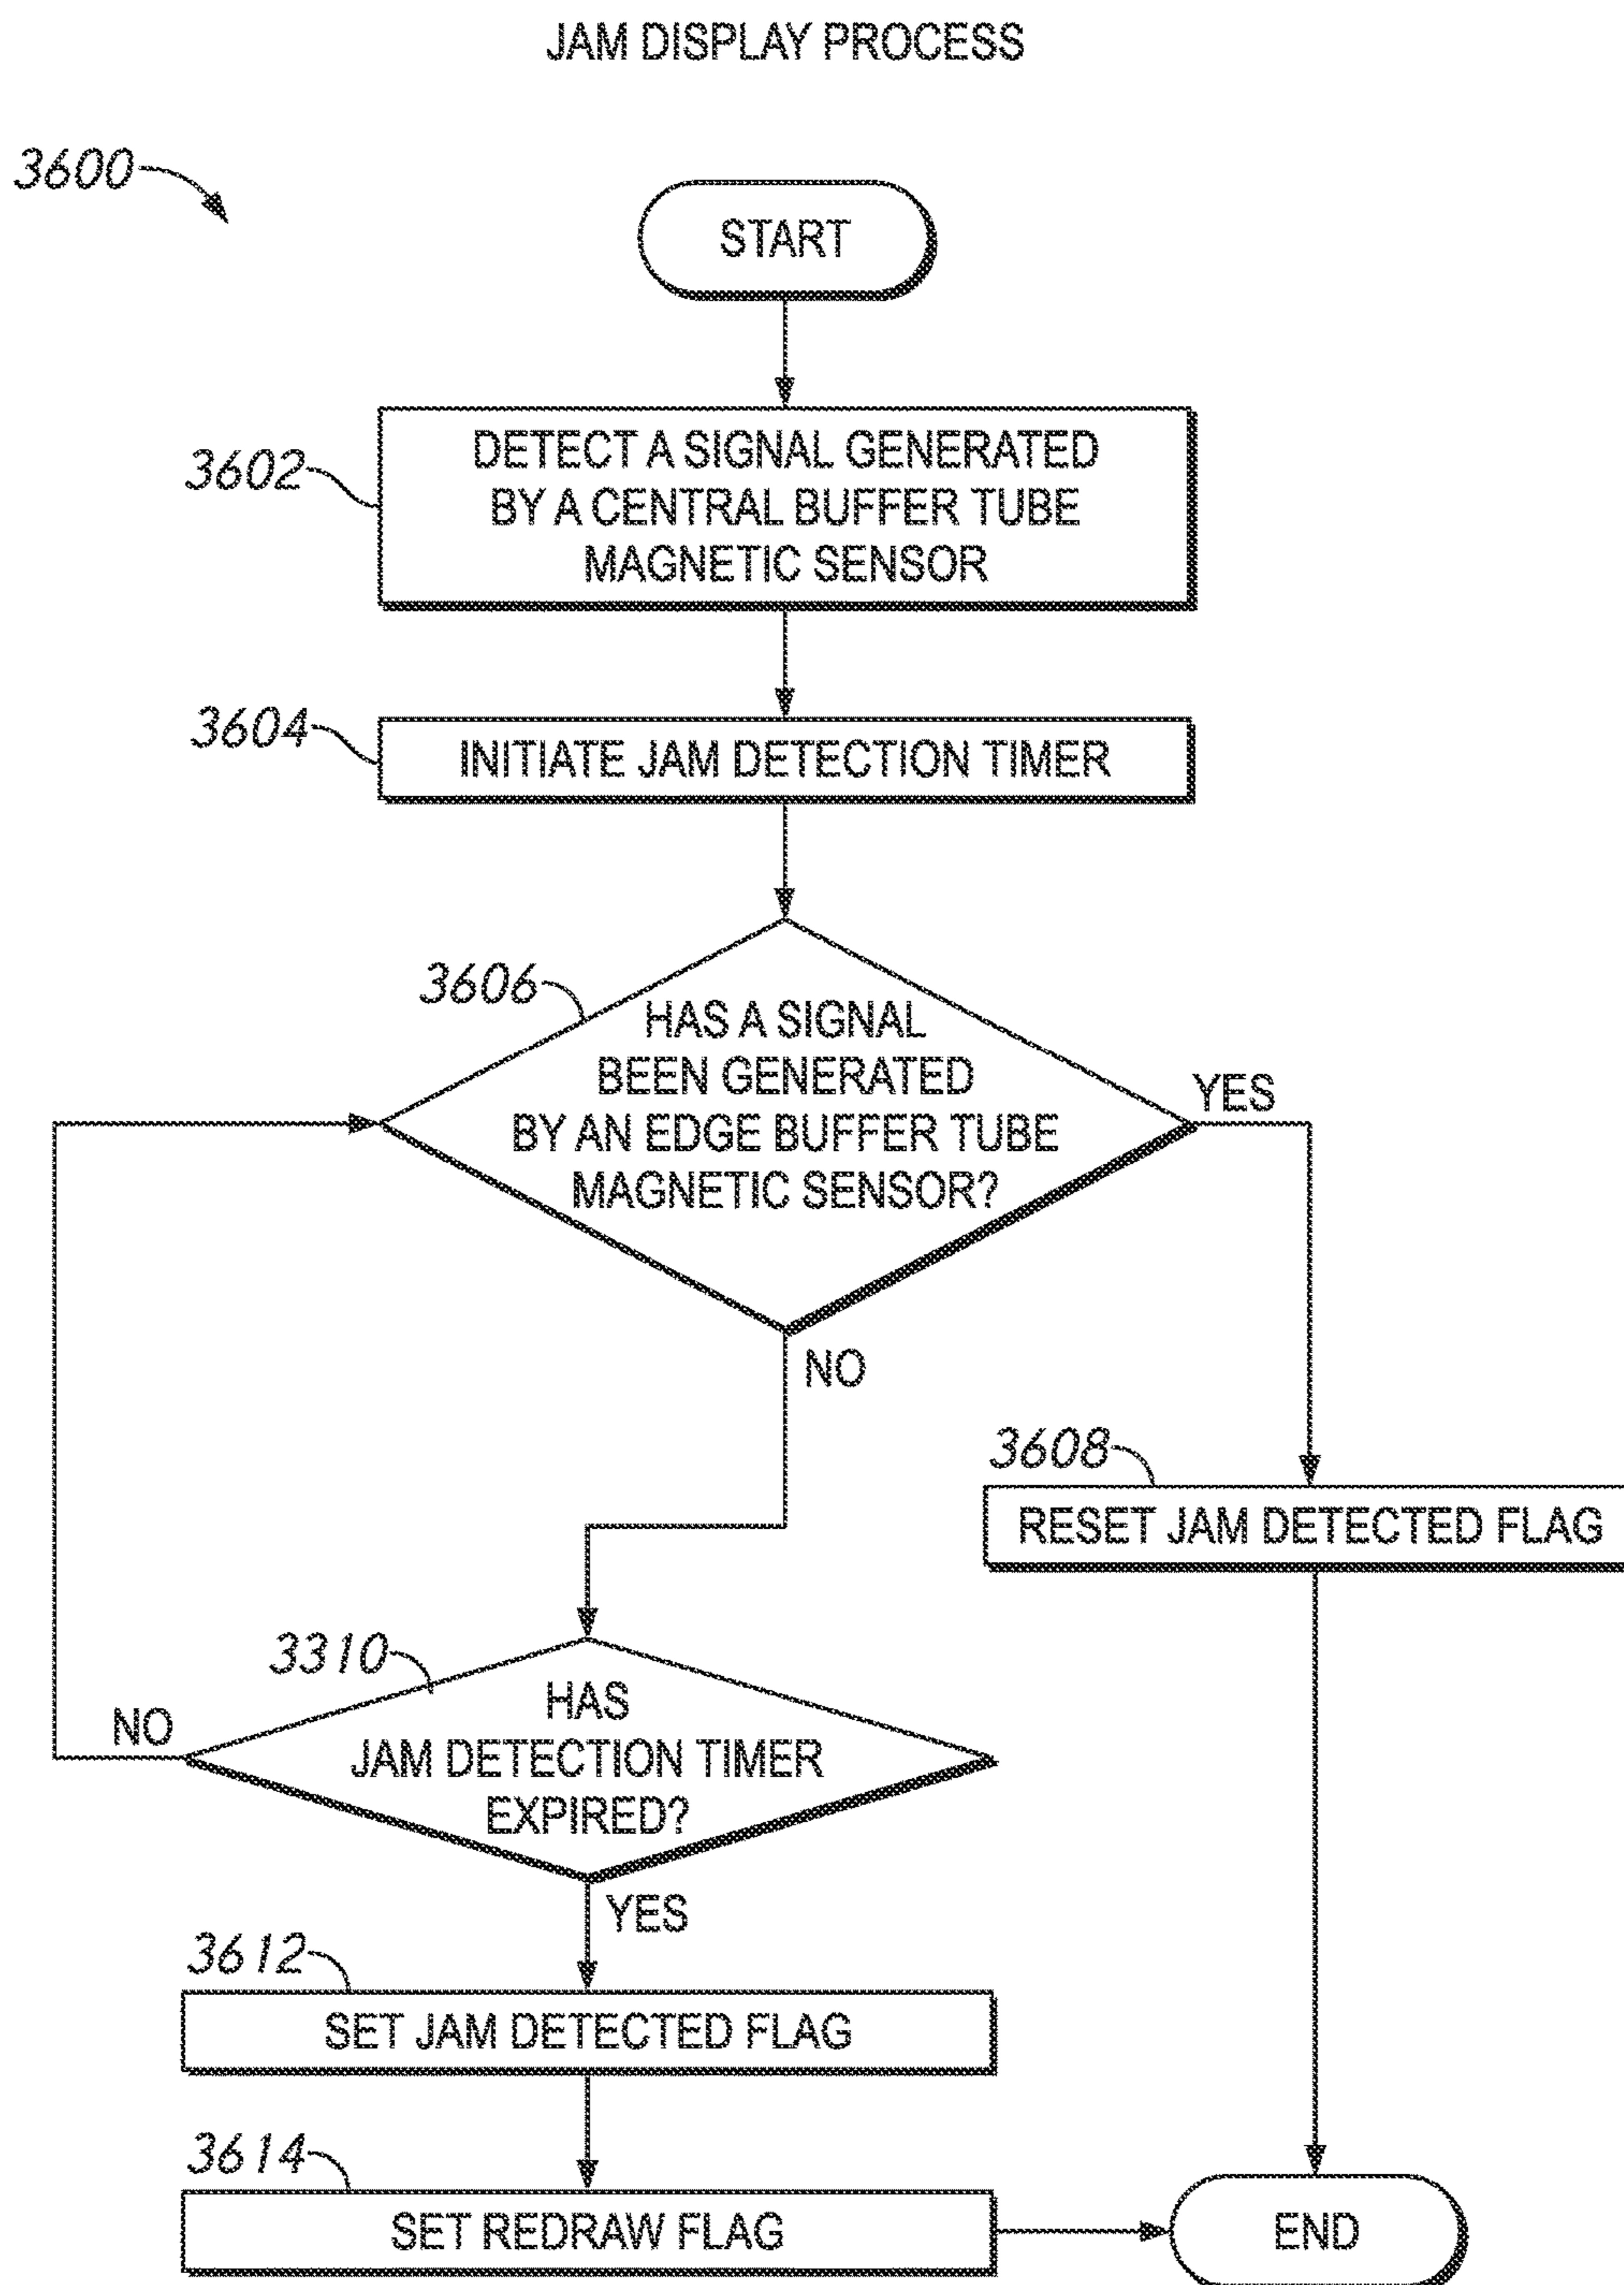 JAM DISPLAY PROCESS
3600
START
3602
DETECT A SIGNAL GENERATED
BY A CENTRAL BUFFER TUBE
MAGNETIC SENSOR
3604
INITIATE JAM DETECTION TIMER
3606
HAS A SIGNAL
BEEN GENERATED
BY AN EDGE BUFFER TUBE
MAGNETIC SENSOR?
YES
NO
3608
RESET JAM DETECTED FLAG
3310
HAS
JAM DETECTION TIMER
EXPIRED?
NO
YES
3612
SET JAM DETECTED FLAG
3614
SET REDRAW FLAG
END